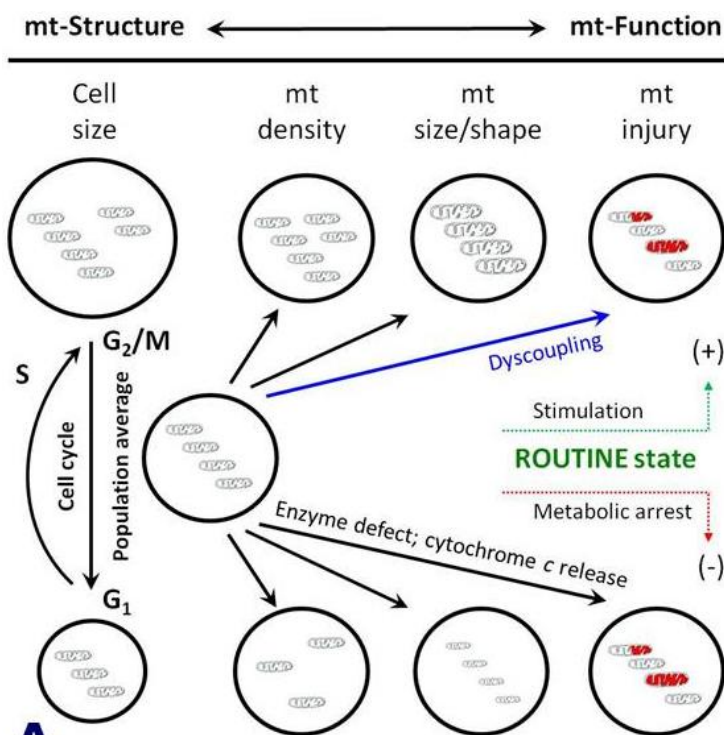 mt-Structure mt-Function
Cell size
mt density
mt size/shape
mt injury
G2/M
S
Cell cycle
Population average
Dyscoupling
(+)
Stimulation
ROUTINE state
Metabolic arrest
(-)
Enzyme defect; cytochrome c release
G1
A